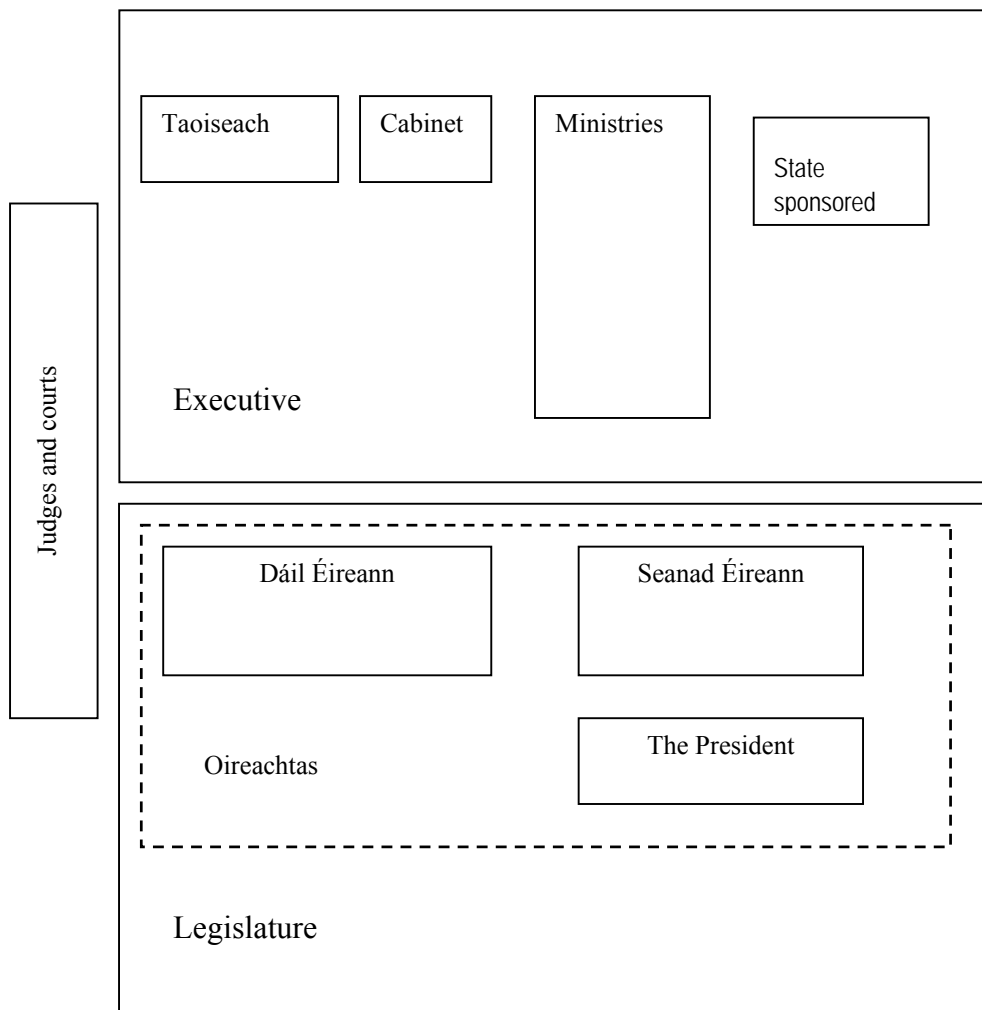 Taoiseach
Cabinet
Ministries
State
sponsored
Executive
Judges and courts
Dáil Éireann
Seanad Éireann
The President
Oireachtas
Legislature